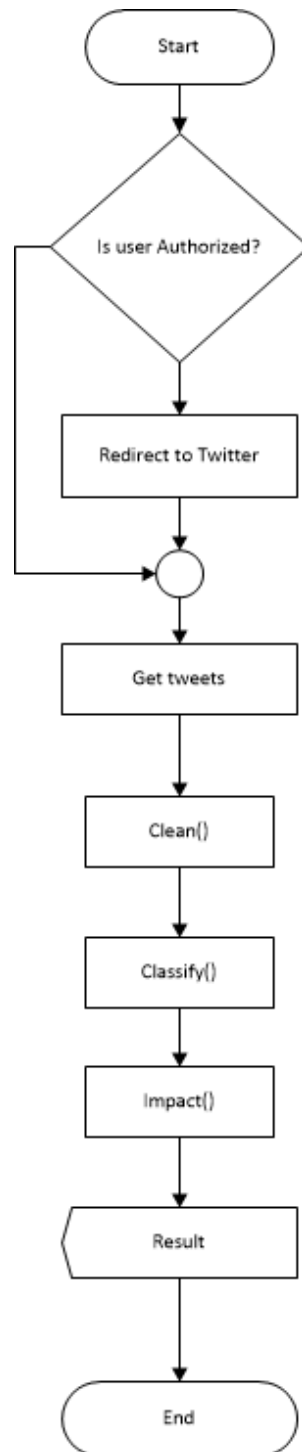 Start
Is user Authorized?
Redirect to Twitter
Get tweets
Clean()
Classify()
Impact()
Result
End